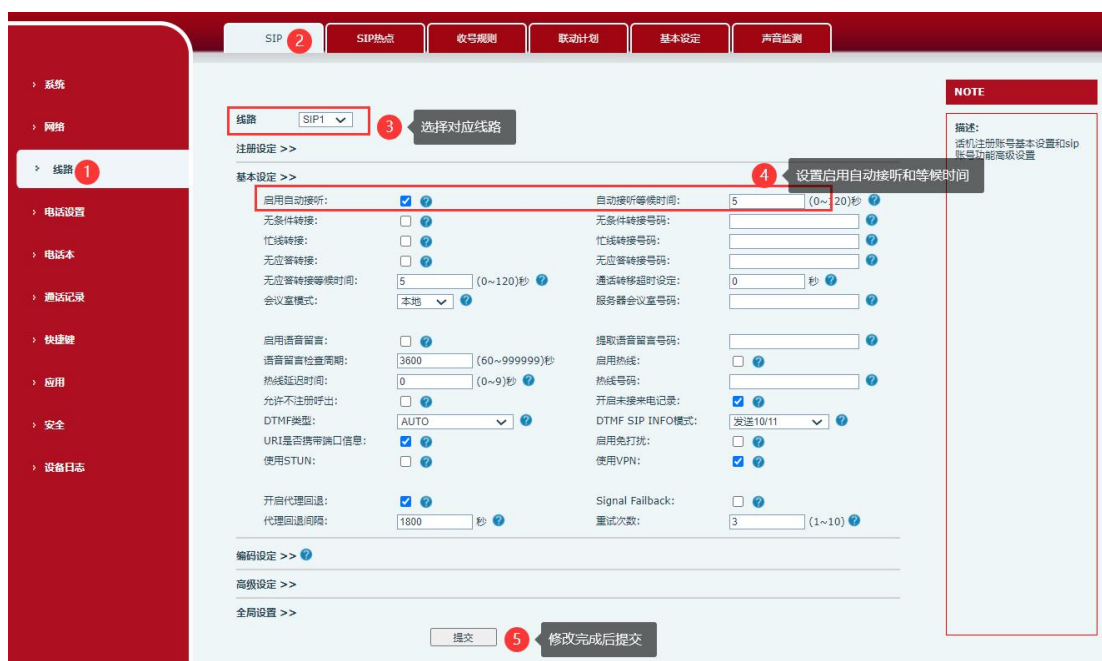 SIP 2 SIP热点 收号规则 联动计划 基本设定 声音监测
› 系统
› 网络
› 线路 1
› 电话设置
› 电话本
› 通话记录
› 快捷键
› 应用
› 安全
› 设备日志
线路 SIP1 3 选择对应线路
注册设定 >>
基本设定 >> 4 设置启用自动接听和等候时间
启用自动接听: 自动接听等候时间: 5 (0~120)秒
无条件转接: 无条件转接号码:
忙线转接: 忙线转接号码:
无应答转接: 无应答转接号码:
无应答转接等候时间: 5 (0~120)秒 通话转移超时设定: 0 秒
会议室模式: 本地 服务器会议室号码:
启用语音留言: 提取语音留言号码:
语音留言检查周期: 3600 (60~999999)秒 启用热线:
热线延迟时间: 0 (0~9)秒 热线号码:
允许不注册呼出: 开启未接来电记录:
DTMF类型: AUTO DTMF SIP INFO模式: 发送10/11
URI是否携带端口信息: 启用免打扰:
使用STUN: 使用VPN:
开启代理回退: Signal Failback:
代理回退间隔: 1800 秒 重试次数: 3 (1~10)
编码设定 >>
高级设定 >>
全局设置 >>
提交 5 修改完成后提交
NOTE
描述:
话机注册账号基本设置和sip
账号功能高级设置